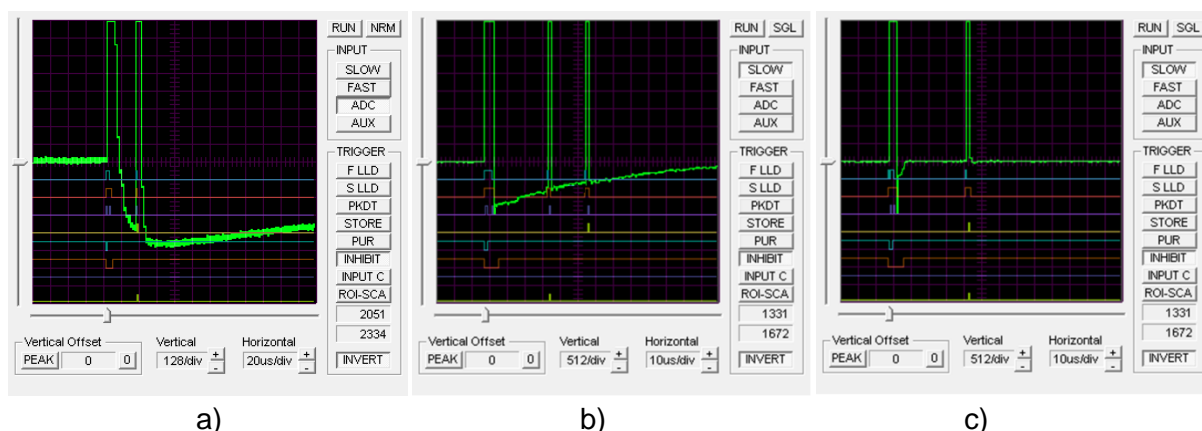 RUN NRM
INPUT
SLOW
FAST
ADC
AUX
TRIGGER
F LLD
S LLD
PKDT
STORE
PUR
INHIBIT
INPUT C
ROI-SCA
2051
2334
INVERT
Vertical Offset
PEAK 0 0
Vertical
128/div + -
Horizontal
20us/div + -
a)
RUN SGL
INPUT
SLOW
FAST
ADC
AUX
TRIGGER
F LLD
S LLD
PKDT
STORE
PUR
INHIBIT
INPUT C
ROI-SCA
1331
1672
INVERT
Vertical Offset
PEAK 0 0
Vertical
512/div + -
Horizontal
10us/div + -
b)
RUN SGL
INPUT
SLOW
FAST
ADC
AUX
TRIGGER
F LLD
S LLD
PKDT
STORE
PUR
INHIBIT
INPUT C
ROI-SCA
1331
1672
INVERT
Vertical Offset
PEAK 0 0
Vertical
512/div + -
Horizontal
10us/div + -
c)